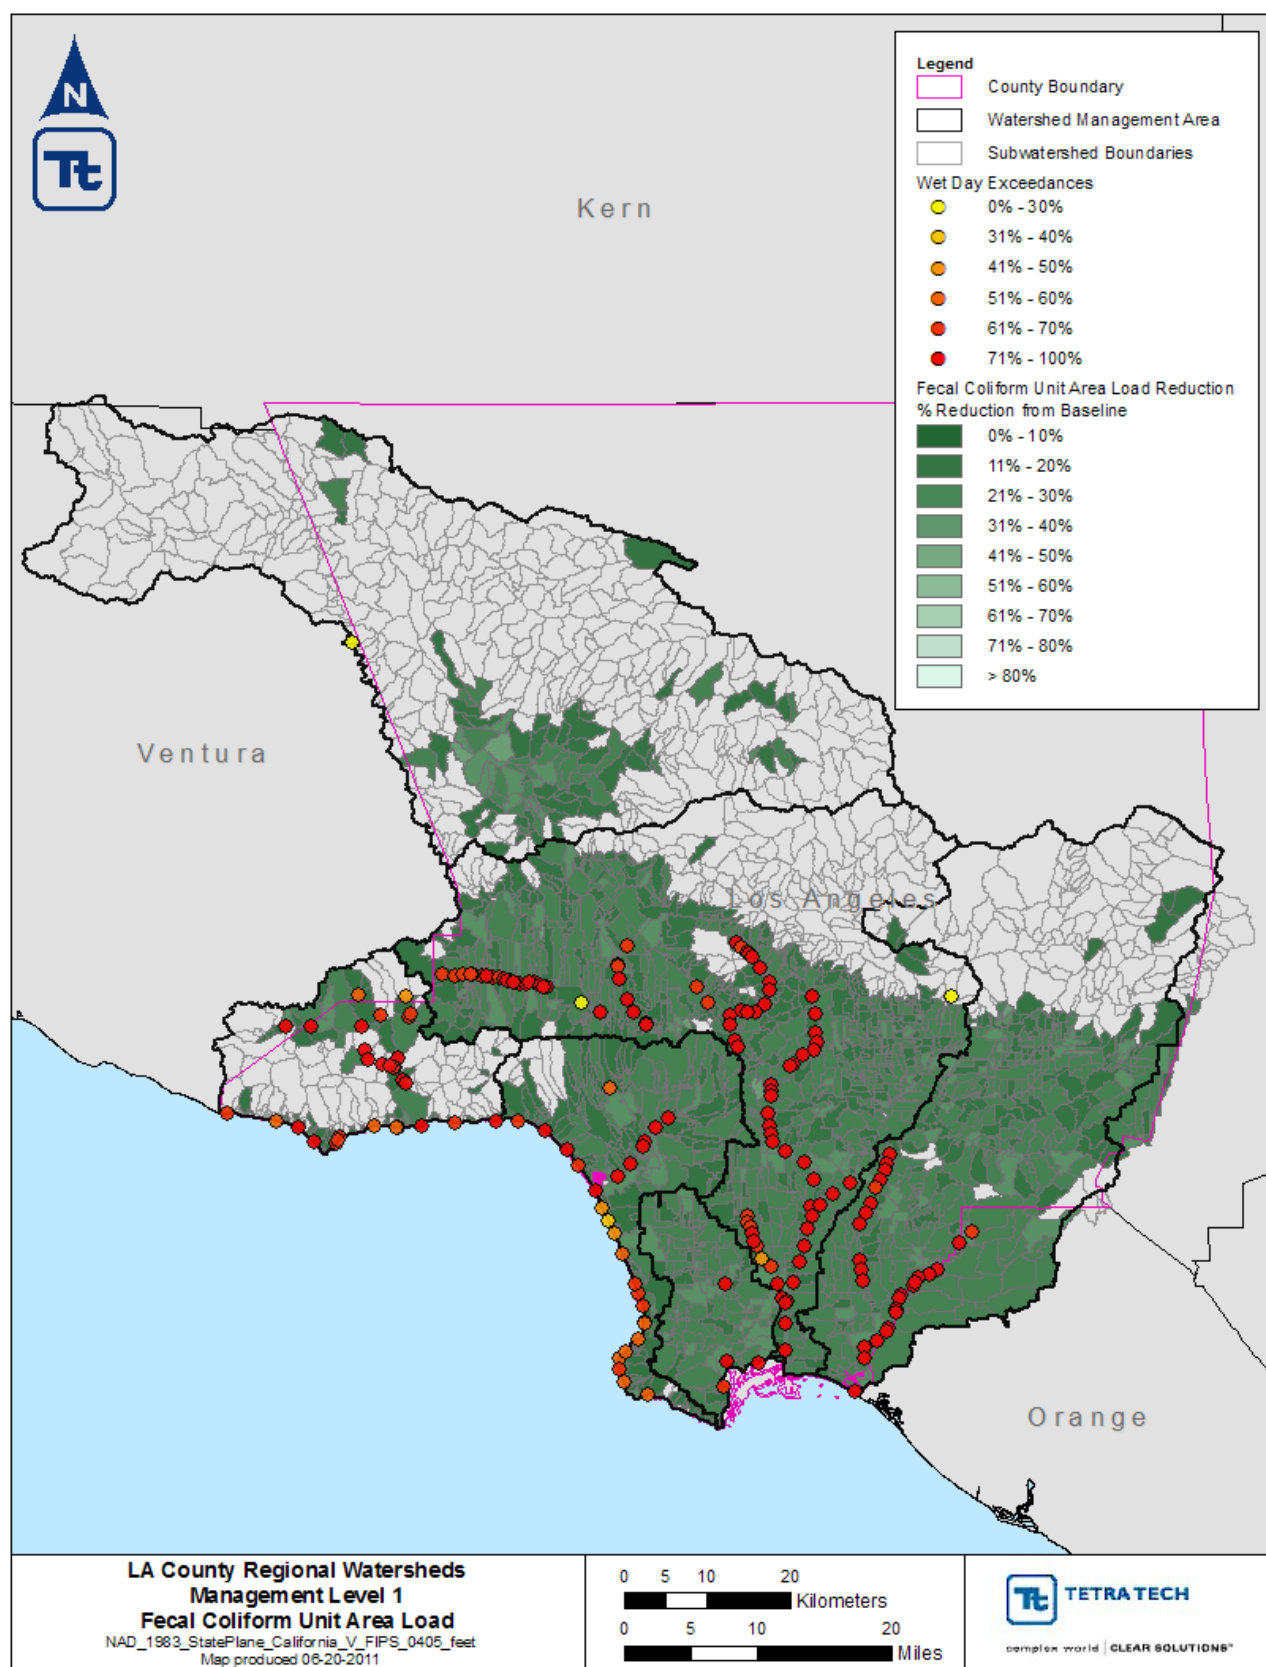 N
Tt
Kern
Ventura
Los Angeles
Orange
Legend
County Boundary
Watershed Management Area
Subwatershed Boundaries
Wet Day Exceedances
0% - 30%
31% - 40%
41% - 50%
51% - 60%
61% - 70%
71% - 100%
Fecal Coliform Unit Area Load Reduction
% Reduction from Baseline
0% - 10%
11% - 20%
21% - 30%
31% - 40%
41% - 50%
51% - 60%
61% - 70%
71% - 80%
> 80%
LA County Regional Watersheds
Management Level 1
Fecal Coliform Unit Area Load
NAD_1983_StatePlane_California_V_FIPS_0405_feet
Map produced 06-20-2011
0 5 10 20
Kilometers
0 5 10 20
Miles
Tt TETRA TECH
complex world | CLEAR SOLUTIONS™